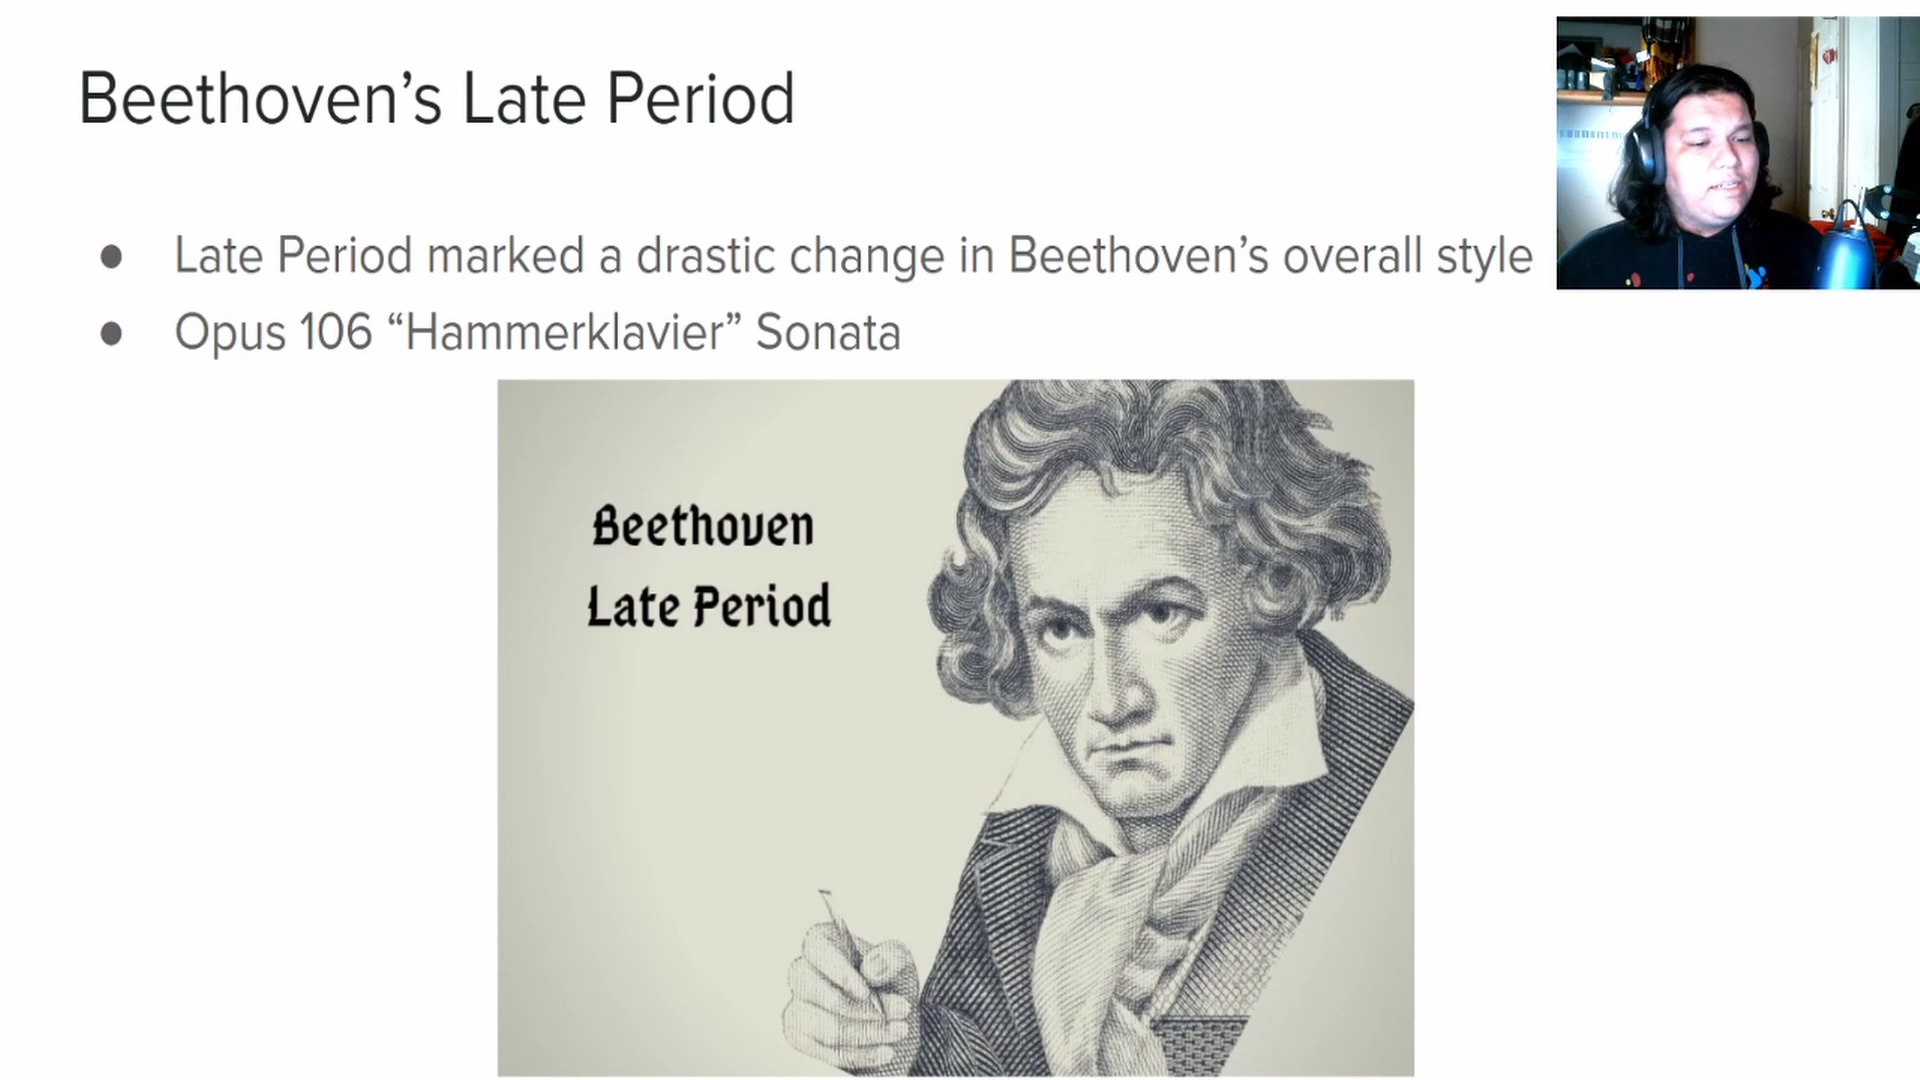 Beethoven’s Late Period
● Late Period marked a drastic change in Beethoven’s overall style
● Opus 106 “Hammerklavier” Sonata
Beethoven
Late Period